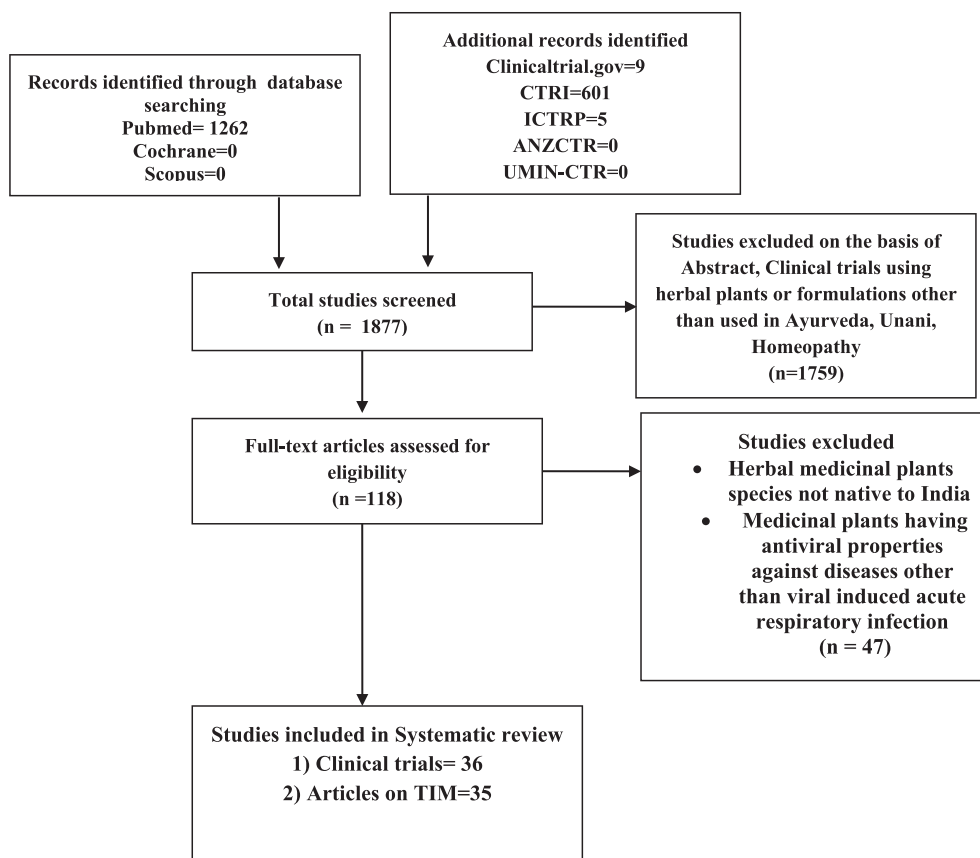 Records identified through database
searching
Pubmed= 1262
Cochrane=0
Scopus=0
Additional records identified
Clinicaltrial.gov=9
CTRI=601
ICTRP=5
ANZCTR=0
UMIN-CTR=0
Total studies screened
(n = 1877)
Studies excluded on the basis of
Abstract, Clinical trials using
herbal plants or formulations other
than used in Ayurveda, Unani,
Homeopathy
(n=1759)
Full-text articles assessed for
eligibility
(n =118)
Studies excluded
• Herbal medicinal plants
species not native to India
• Medicinal plants having
antiviral properties
against diseases other
than viral induced acute
respiratory infection
(n = 47)
Studies included in Systematic review
1) Clinical trials= 36
2) Articles on TIM=35